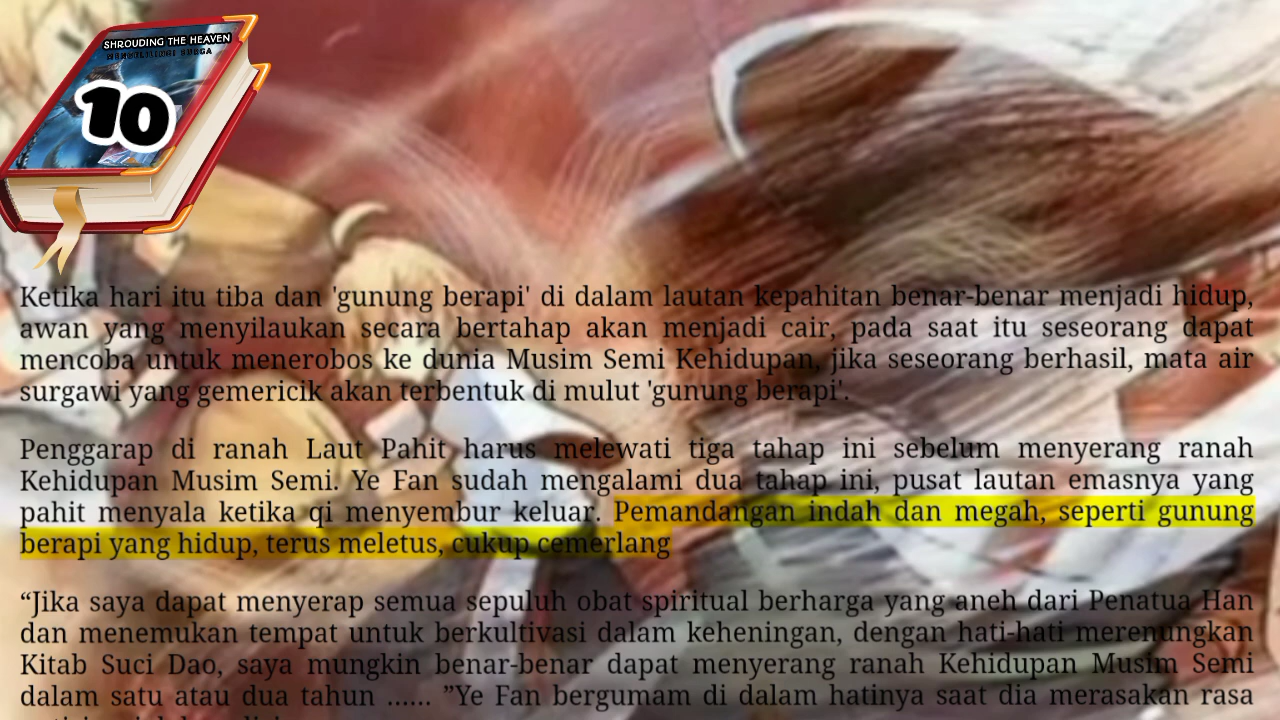 SHROUDING THE HEAVEN
10
Ketika hari itu tiba dan 'gunung berapi' di dalam lautan kepahitan benar-benar menjadi hidup,
awan yang menyilaukan secara bertahap akan menjadi cair, pada saat itu seseorang dapat
mencoba untuk menerobos ke dunia Musim Semi Kehidupan, jika seseorang berhasil, mata air
surgawi yang gemericik akan terbentuk di mulut 'gunung berapi'.
Penggarap di ranah Laut Pahit harus melewati tiga tahap ini sebelum menyerang ranah
Kehidupan Musim Semi. Ye Fan sudah mengalami dua tahap ini, pusat lautan emasnya yang
pahit menyala ketika qi menyembur keluar. Pemandangan indah dan megah, seperti gunung
berapi yang hidup, terus meletus, cukup cemerlang
“Jika saya dapat menyerap semua sepuluh obat spiritual berharga yang aneh dari Penatua Han
dan menemukan tempat untuk berkultivasi dalam keheningan, dengan hati-hati merenungkan
Kitab Suci Dao, saya mungkin benar-benar dapat menyerang ranah Kehidupan Musim Semi
dalam satu atau dua tahun …… ”Ye Fan bergumam di dalam hatinya saat dia merasakan rasa